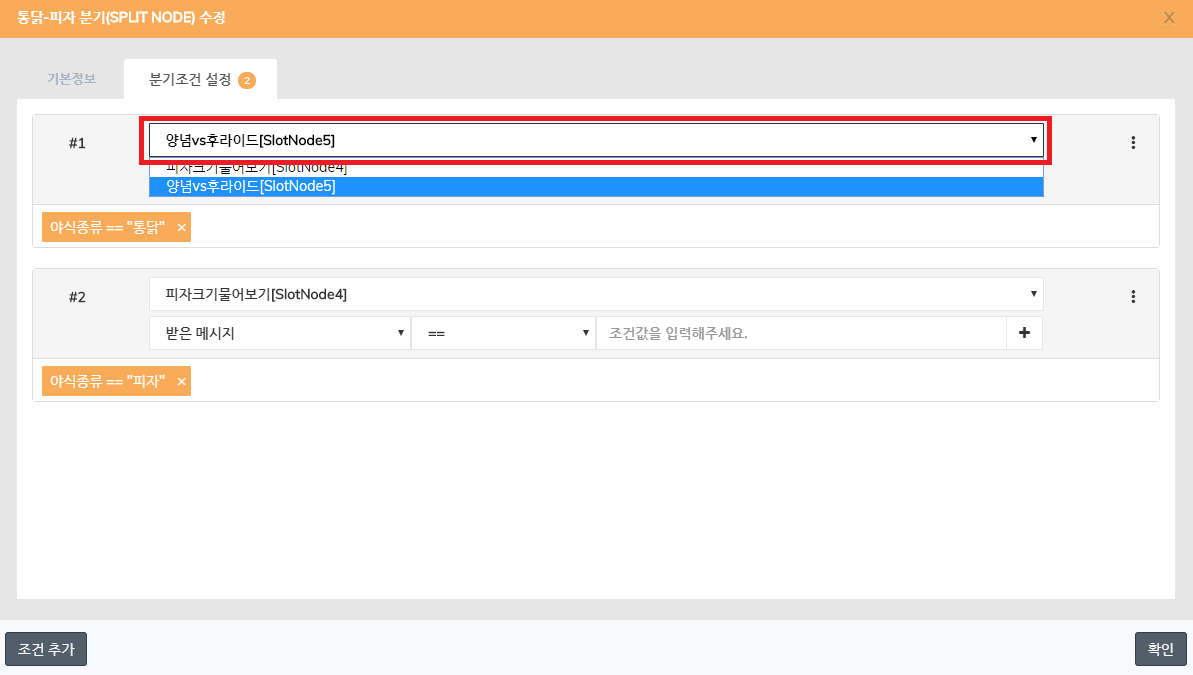 통닭-피자 분기(SPLIT NODE) 수정 X
기본정보 분기조건 설정 2
#1 양념vs후라이드[SlotNode5]
피자크기물어보기[SlotNode4]
양념vs후라이드[SlotNode5]
야식종류 == "통닭" ×
#2 피자크기물어보기[SlotNode4]
받은 메시지 == 조건값을 입력해주세요. +
야식종류 == "피자" ×
조건 추가 확인